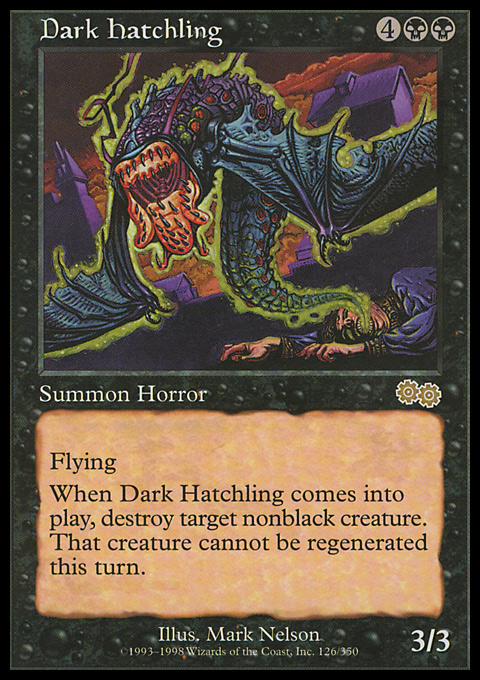 Dark Hatchling 4
Summon Horror
Flying
When Dark Hatchling comes into
play, destroy target nonblack creature.
That creature cannot be regenerated
this turn.
Illus. Mark Nelson
©1993-1998 Wizards of the Coast, Inc. 126/350
3/3